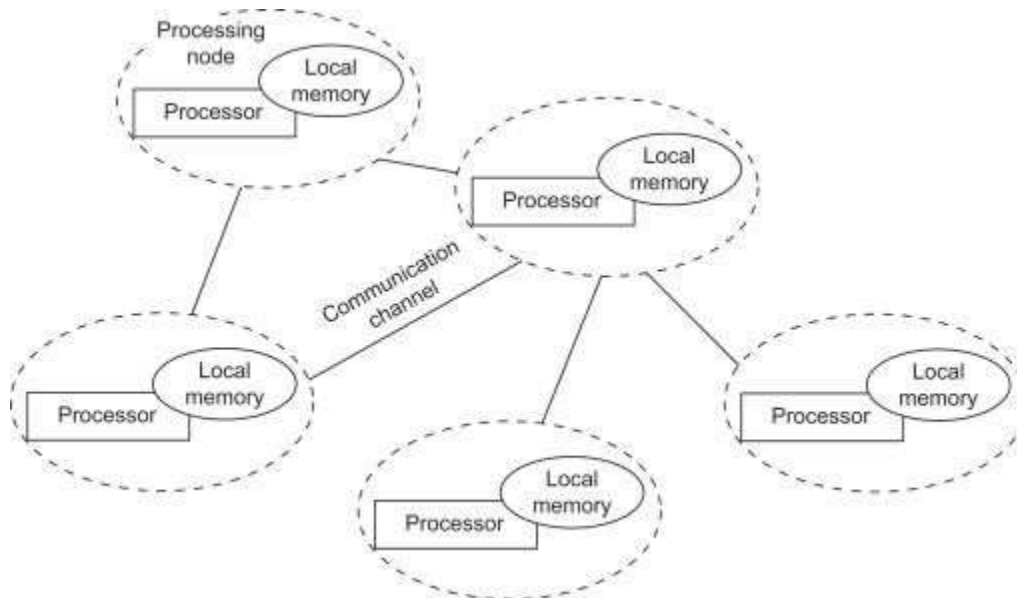 Processing
node
Local
memory
Processor
Local
memory
Processor
Communication
channel
Local
memory
Processor
Local
memory
Processor
Local
memory
Processor